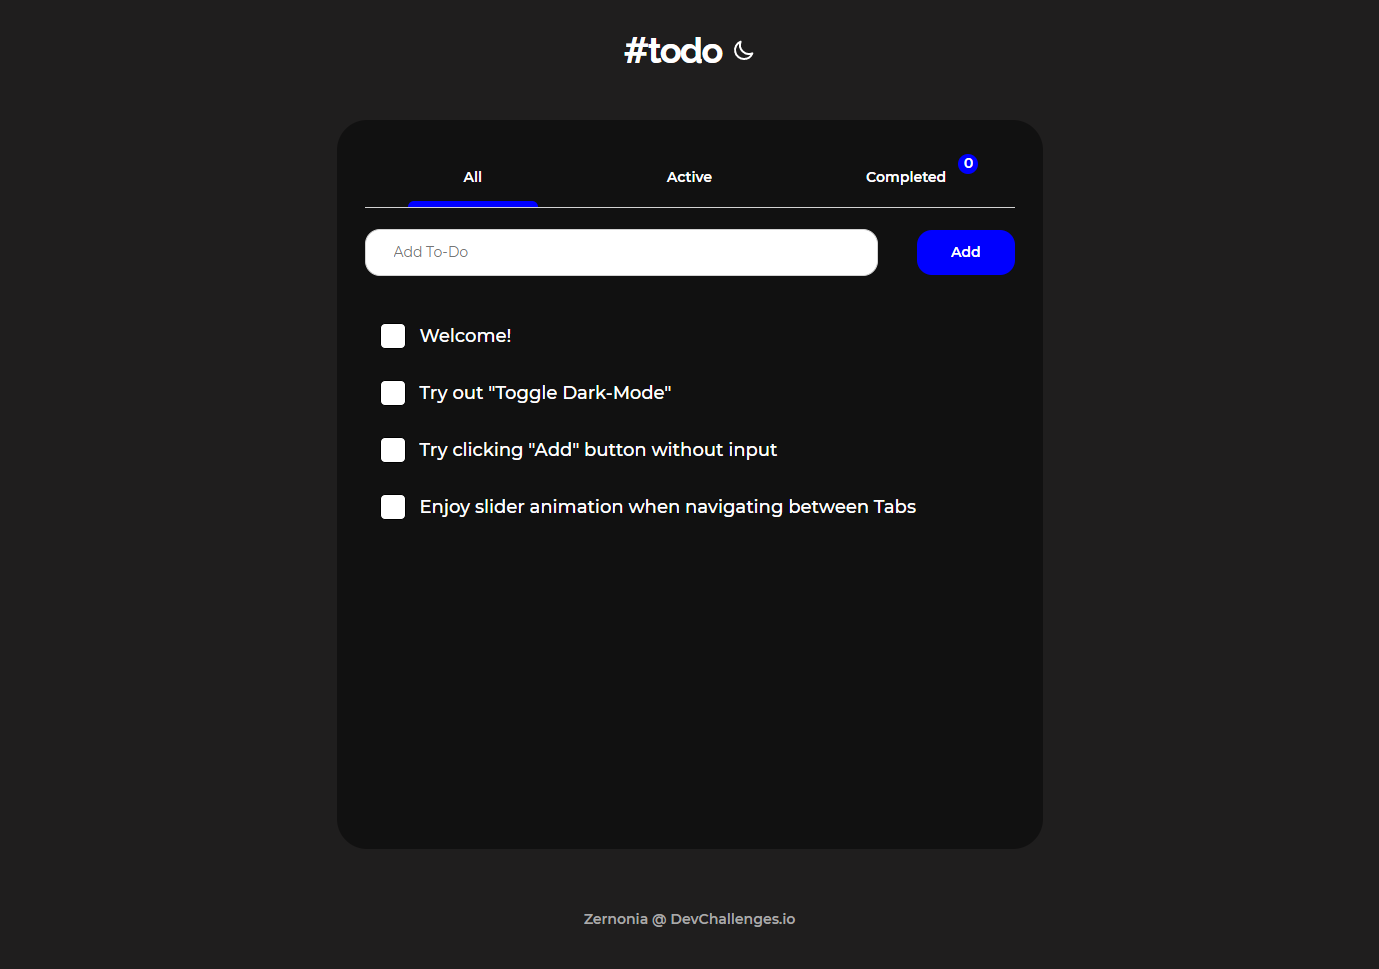 #todo
All
Active
Completed
0
Add To-Do
Add
Welcome!
Try out "Toggle Dark-Mode"
Try clicking "Add" button without input
Enjoy slider animation when navigating between Tabs
Zernonia @ DevChallenges.io